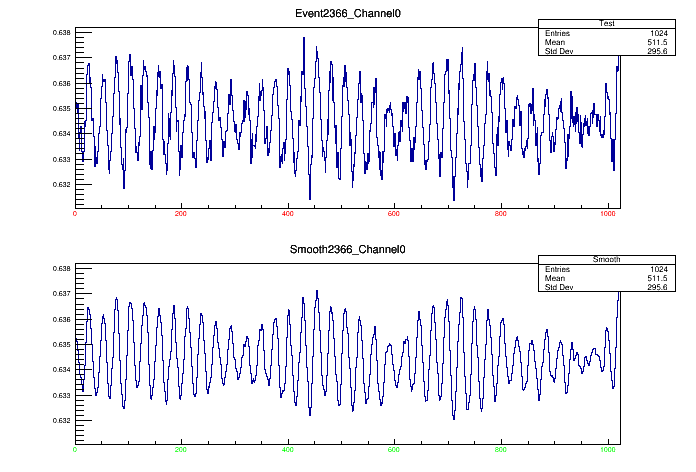 Event2366_Channel0
Test
Entries 1024
Mean 511.5
Std Dev 295.6
0.638
0.637
0.636
0.635
0.634
0.633
0.632
0 200 400 600 800 1000
Smooth2366_Channel0
Smooth
Entries 1024
Mean 511.5
Std Dev 295.6
0.638
0.637
0.636
0.635
0.634
0.633
0.632
0 200 400 600 800 1000